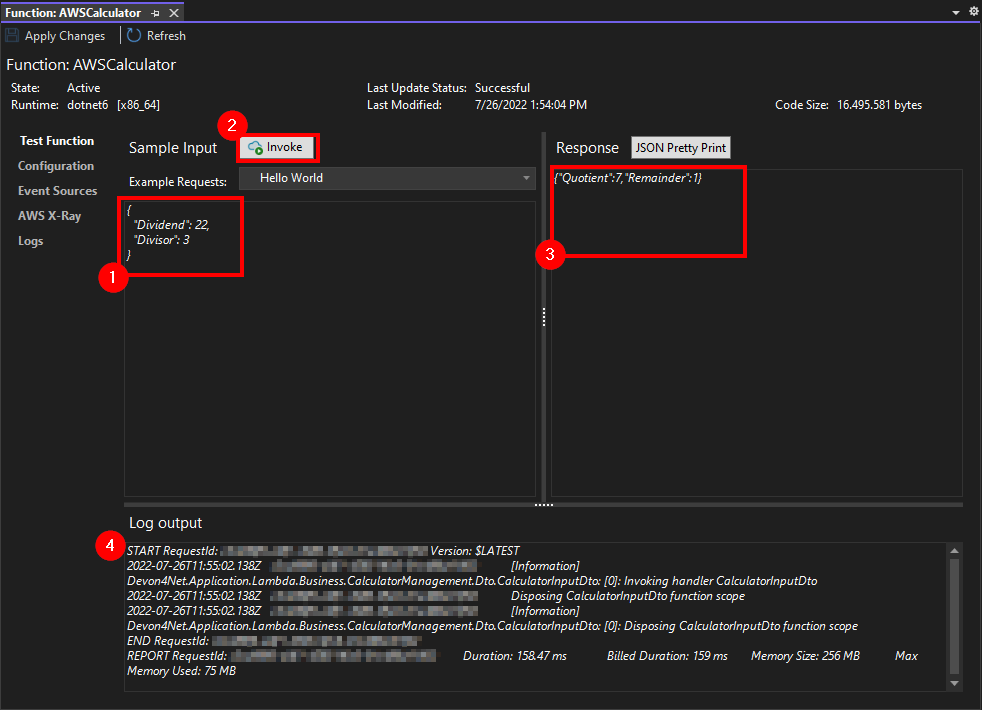 Function: AWSCalculator
Apply Changes Refresh
Function: AWSCalculator
State: Active Last Update Status: Successful
Runtime: dotnet6 [x86_64] Last Modified: 7/26/2022 1:54:04 PM Code Size: 16.495.581 bytes
Test Function
Configuration
Event Sources
AWS X-Ray
Logs
2
Sample Input Invoke
Example Requests: Hello World
{
"Dividend": 22,
"Divisor": 3
}
1
Response JSON Pretty Print
{"Quotient":7,"Remainder":1}
3
Log output
4
START RequestId: Version: $LATEST
2022-07-26T11:55:02.138Z [Information]
Devon4Net.Application.Lambda.Business.CalculatorManagement.Dto.CalculatorInputDto: [0]: Invoking handler CalculatorInputDto
2022-07-26T11:55:02.138Z Disposing CalculatorInputDto function scope
2022-07-26T11:55:02.138Z [Information]
Devon4Net.Application.Lambda.Business.CalculatorManagement.Dto.CalculatorInputDto: [0]: Disposing CalculatorInputDto function scope
END RequestId:
REPORT RequestId: Duration: 158.47 ms Billed Duration: 159 ms Memory Size: 256 MB Max
Memory Used: 75 MB